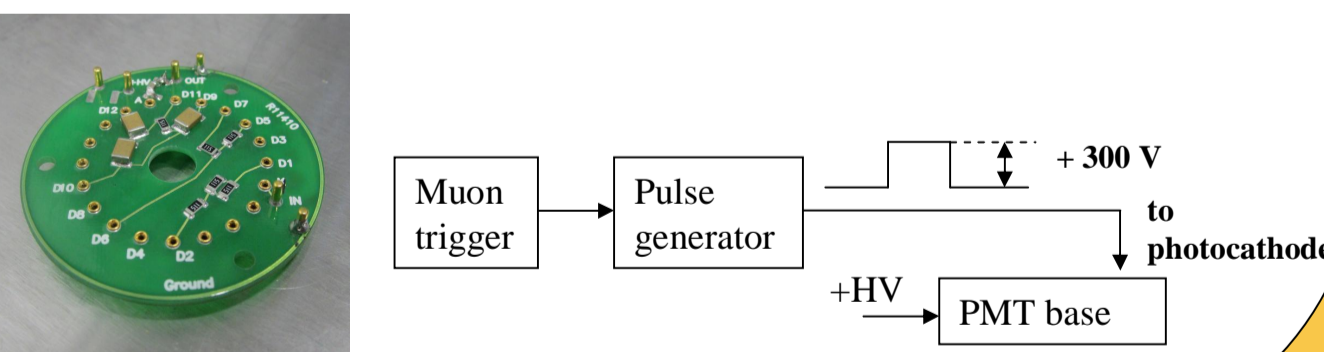 +HV
OUT
D12
A
D11
D9
D7
R11410
D5
D3
D1
K
IN
D10
D8
D6
D4
D2
Ground
Muon
trigger
Pulse
generator
+ 300 V
to
photocathode
+HV
PMT base